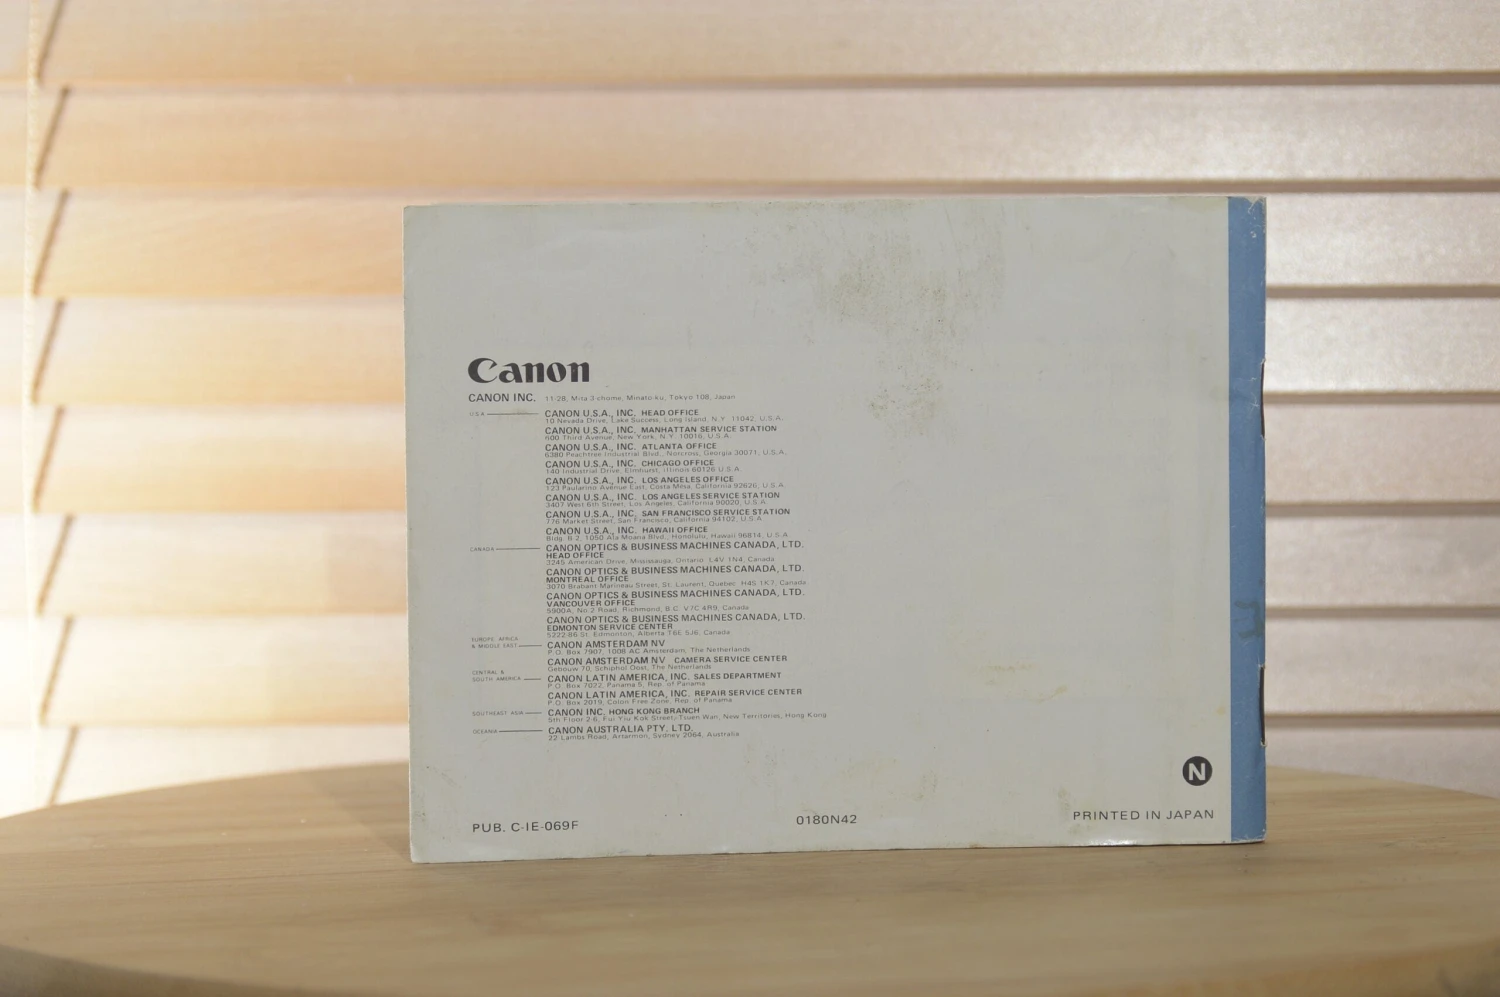 Canon
CANON INC. 11-28, Mita 3-chome, Minato-ku, Tokyo 108, Japan
U.S.A. CANON U.S.A., INC. HEAD OFFICE
10 Nevada Drive, Lake Success, Long Island, N.Y. 11042, U.S.A.
CANON U.S.A., INC. MANHATTAN SERVICE STATION
600 Third Avenue, New York, N.Y. 10016, U.S.A.
CANON U.S.A., INC. ATLANTA OFFICE
6380 Peachtree Industrial Blvd., Norcross, Georgia 30071, U.S.A.
CANON U.S.A., INC. CHICAGO OFFICE
140 Industrial Drive, Elmhurst, Illinois 60126 U.S.A.
CANON U.S.A., INC. LOS ANGELES OFFICE
123 Paularino Avenue East, Costa Mesa, California 92626, U.S.A.
CANON U.S.A., INC. LOS ANGELES SERVICE STATION
3407 West 6th Street, Los Angeles, California 90020, U.S.A.
CANON U.S.A., INC. SAN FRANCISCO SERVICE STATION
776 Market Street, San Francisco, California 94102, U.S.A.
CANON U.S.A., INC. HAWAII OFFICE
Bldg. B-2, 1050 Ala Moana Blvd., Honolulu, Hawaii 96814, U.S.A.
CANADA CANON OPTICS & BUSINESS MACHINES CANADA, LTD.
HEAD OFFICE
3245 American Drive, Mississauga, Ontario, L4V 1N4, Canada
CANON OPTICS & BUSINESS MACHINES CANADA, LTD.
MONTREAL OFFICE
3070 Brabant-Marineau Street, St. Laurent, Quebec H4S 1K7, Canada
CANON OPTICS & BUSINESS MACHINES CANADA, LTD.
VANCOUVER OFFICE
5900A, No 2 Road, Richmond, B.C. V7C 4R9, Canada
CANON OPTICS & BUSINESS MACHINES CANADA, LTD.
EDMONTON SERVICE CENTER
5222-86 St. Edmonton, Alberta T6E 5J6, Canada
EUROPE, AFRICA
& MIDDLE EAST CANON AMSTERDAM NV
P.O. Box 7907, 1008 AC Amsterdam, The Netherlands
CANON AMSTERDAM NV CAMERA SERVICE CENTER
Gebouw 70, Schiphol Oost, The Netherlands
CENTRAL &
SOUTH AMERICA CANON LATIN AMERICA, INC. SALES DEPARTMENT
P.O. Box 7022, Panama 5, Rep. of Panama
CANON LATIN AMERICA, INC. REPAIR SERVICE CENTER
P.O. Box 2019, Colon Free Zone, Rep. of Panama
SOUTHEAST ASIA CANON INC. HONG KONG BRANCH
5th Floor 2-6, Fui Yiu Kok Street, Tsuen Wan, New Territories, Hong Kong
OCEANIA CANON AUSTRALIA PTY. LTD.
22 Lambs Road, Artarmon, Sydney 2064, Australia
N
PUB. C-IE-069F 0180N42 PRINTED IN JAPAN